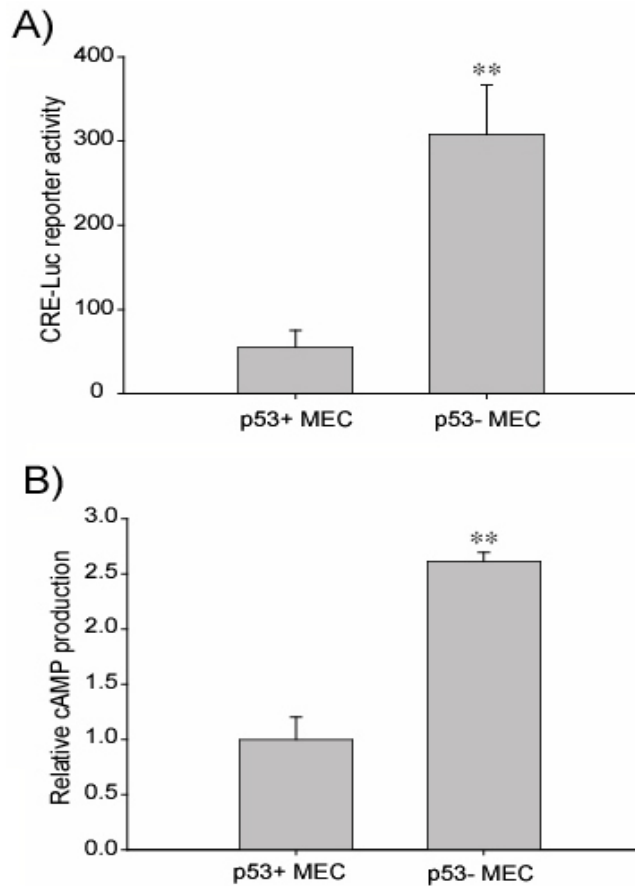 A)
CRE-Luc reporter activity
400
300
200
100
0
**
p53+ MEC
p53- MEC
B)
Relative cAMP production
3.0
2.5
2.0
1.5
1.0
0.5
0.0
**
p53+ MEC
p53- MEC